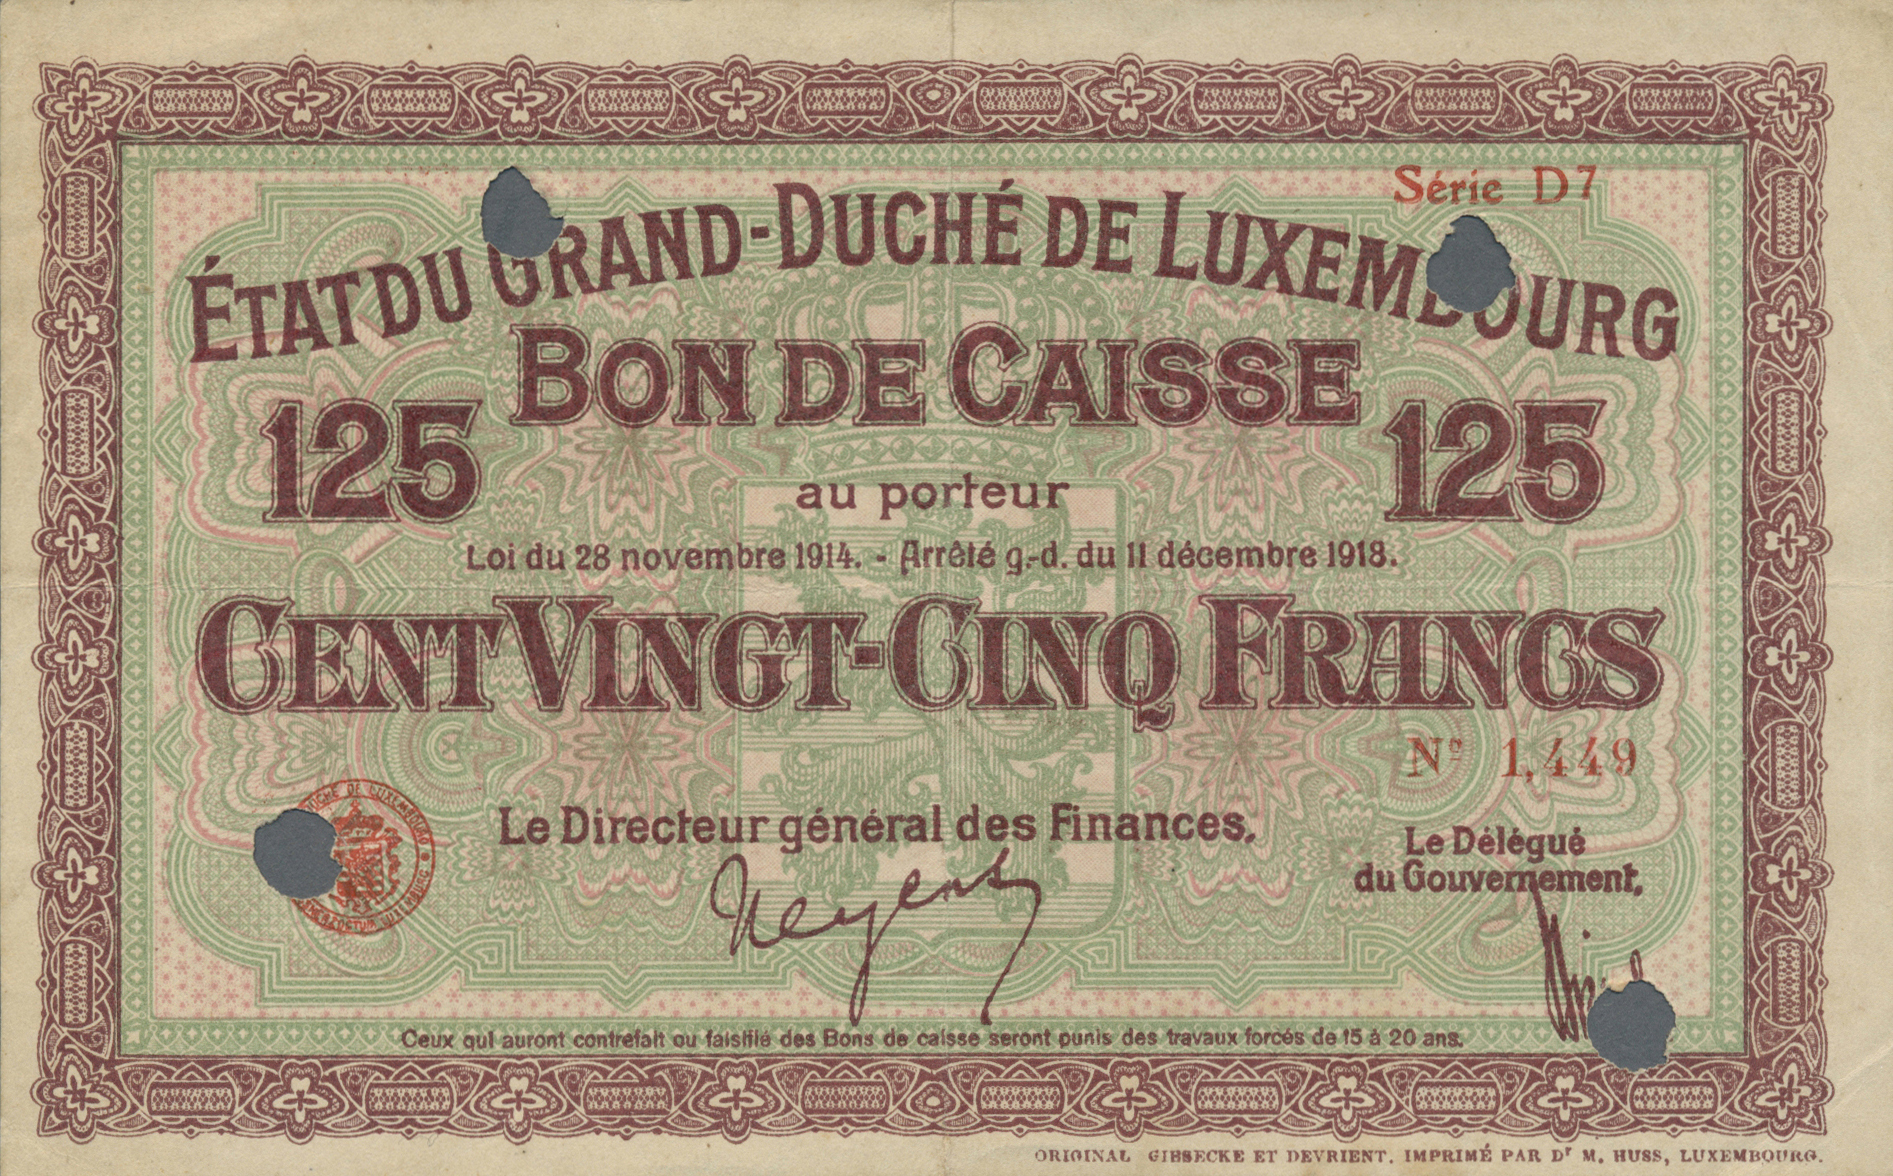 Série D7
ÉTAT DU GRAND-DUCHÉ DE LUXEMBOURG
BON DE CAISSE
125 125
au porteur
Loi du 28 novembre 1914. - Arrêté g.-d. du 11 décembre 1918.
CENT VINGT-CINQ FRANCS
Nº 1,449
Le Directeur général des Finances,
Le Délégué
du Gouvernement,
Neyens
Ceux qui auront contrefait ou falsifié des Bons de caisse seront punis des travaux forcés de 15 à 20 ans.
ORIGINAL GIESECKE ET DEVRIENT. IMPRIMÉ PAR Dr M. HUSS, LUXEMBOURG.